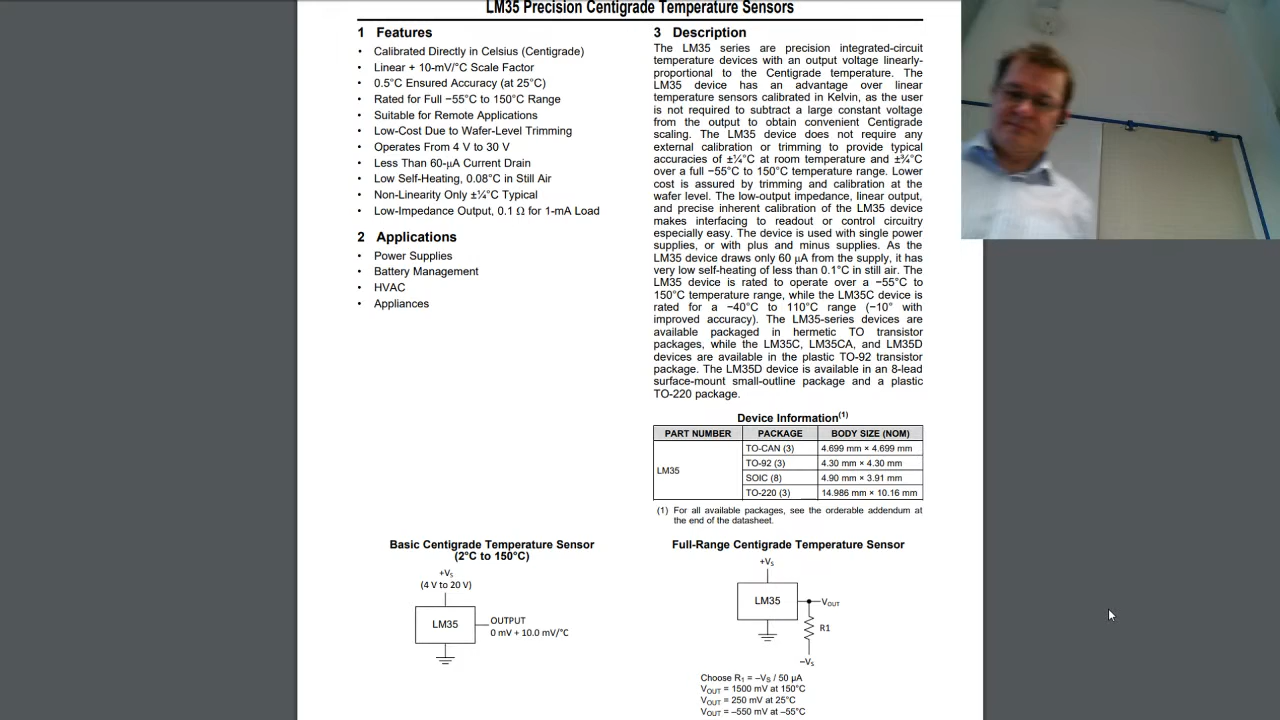 LM35 Precision Centigrade Temperature Sensors
1 Features
• Calibrated Directly in Celsius (Centigrade)
• Linear + 10-mV/°C Scale Factor
• 0.5°C Ensured Accuracy (at 25°C)
• Rated for Full −55°C to 150°C Range
• Suitable for Remote Applications
• Low-Cost Due to Wafer-Level Trimming
• Operates From 4 V to 30 V
• Less Than 60-μA Current Drain
• Low Self-Heating, 0.08°C in Still Air
• Non-Linearity Only ±¼°C Typical
• Low-Impedance Output, 0.1 Ω for 1-mA Load
2 Applications
• Power Supplies
• Battery Management
• HVAC
• Appliances
3 Description
The LM35 series are precision integrated-circuit
temperature devices with an output voltage linearly-
proportional to the Centigrade temperature. The
LM35 device has an advantage over linear
temperature sensors calibrated in Kelvin, as the user
is not required to subtract a large constant voltage
from the output to obtain convenient Centigrade
scaling. The LM35 device does not require any
external calibration or trimming to provide typical
accuracies of ±¼°C at room temperature and ±¾°C
over a full −55°C to 150°C temperature range. Lower
cost is assured by trimming and calibration at the
wafer level. The low-output impedance, linear output,
and precise inherent calibration of the LM35 device
makes interfacing to readout or control circuitry
especially easy. The device is used with single power
supplies, or with plus and minus supplies. As the
LM35 device draws only 60 μA from the supply, it has
very low self-heating of less than 0.1°C in still air. The
LM35 device is rated to operate over a −55°C to
150°C temperature range, while the LM35C device is
rated for a −40°C to 110°C range (−10° with
improved accuracy). The LM35-series devices are
available packaged in hermetic TO transistor
packages, while the LM35C, LM35CA, and LM35D
devices are available in the plastic TO-92 transistor
package. The LM35D device is available in an 8-lead
surface-mount small-outline package and a plastic
TO-220 package.
Device Information(1)
PART NUMBER PACKAGE BODY SIZE (NOM)
LM35
TO-CAN (3) 4.699 mm × 4.699 mm
TO-92 (3) 4.30 mm × 4.30 mm
SOIC (8) 4.90 mm × 3.91 mm
TO-220 (3) 14.986 mm × 10.16 mm
(1) For all available packages, see the orderable addendum at
the end of the datasheet.
Basic Centigrade Temperature Sensor
(2°C to 150°C)
+VS
(4 V to 20 V)
LM35
OUTPUT
0 mV + 10.0 mV/°C
Full-Range Centigrade Temperature Sensor
+VS
LM35
VOUT
R1
−VS
Choose R1 = –VS / 50 μA
VOUT = 1500 mV at 150°C
VOUT = 250 mV at 25°C
VOUT = –550 mV at –55°C